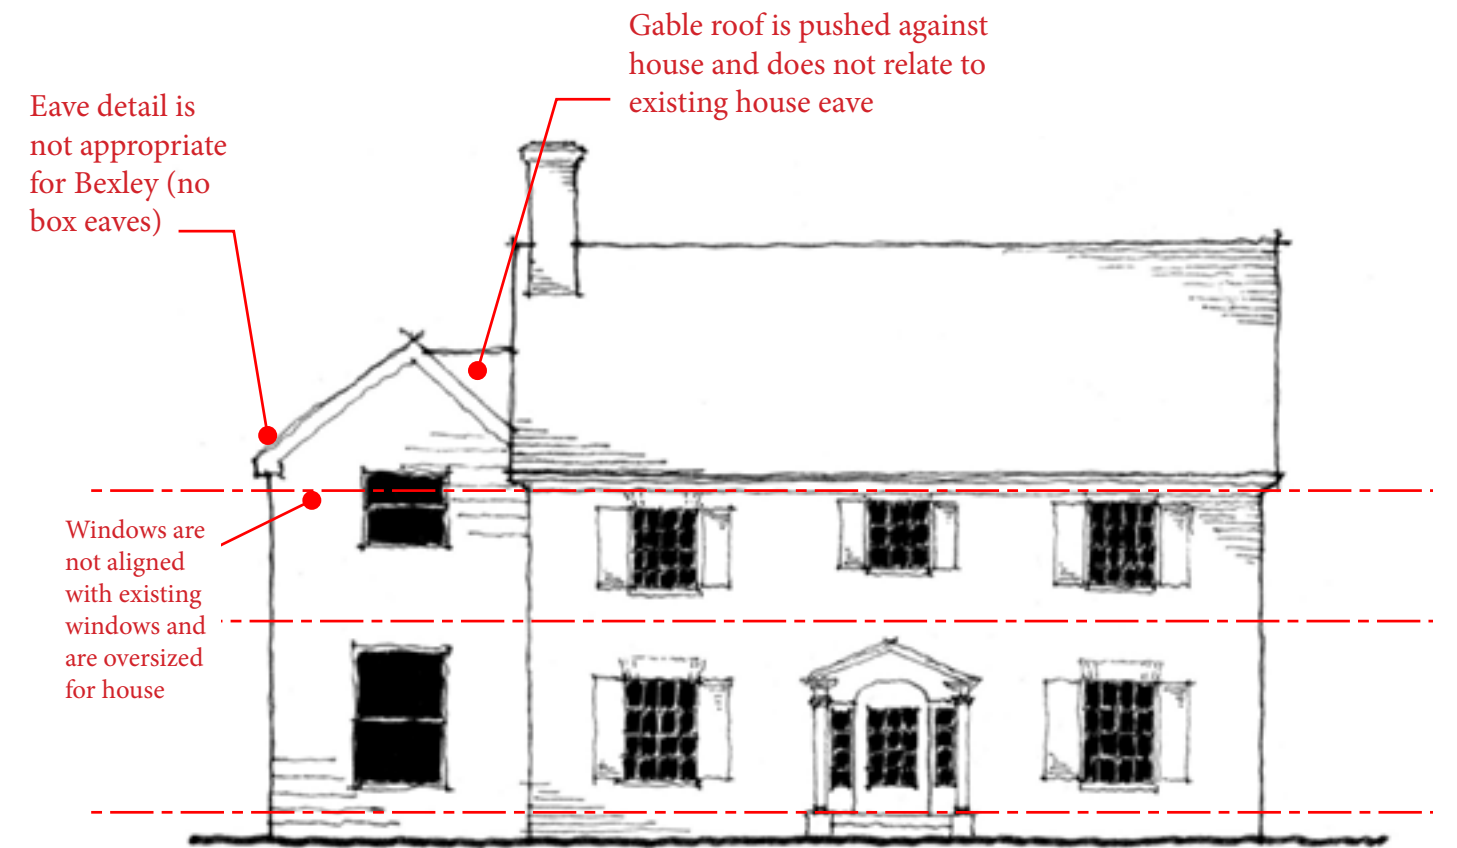 Gable roof is pushed against
house and does not relate to
existing house eave
Eave detail is
not appropriate
for Bexley (no
box eaves)
Windows are
not aligned
with existing
windows and
are oversized
for house